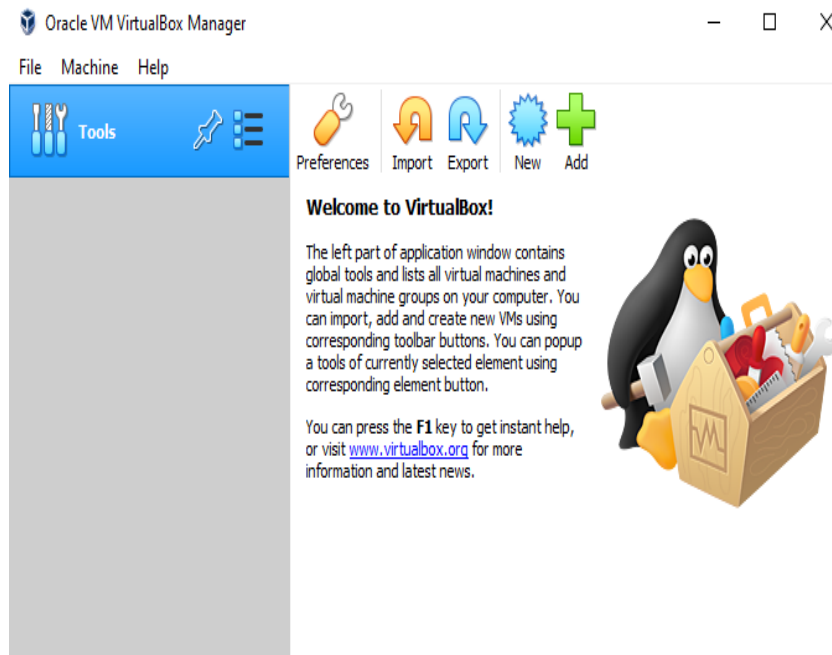 Oracle VM VirtualBox Manager
File Machine Help
Tools
Preferences Import Export New Add
Welcome to VirtualBox!
The left part of application window contains
global tools and lists all virtual machines and
virtual machine groups on your computer. You
can import, add and create new VMs using
corresponding toolbar buttons. You can popup
a tools of currently selected element using
corresponding element button.
You can press the F1 key to get instant help,
or visit www.virtualbox.org for more
information and latest news.